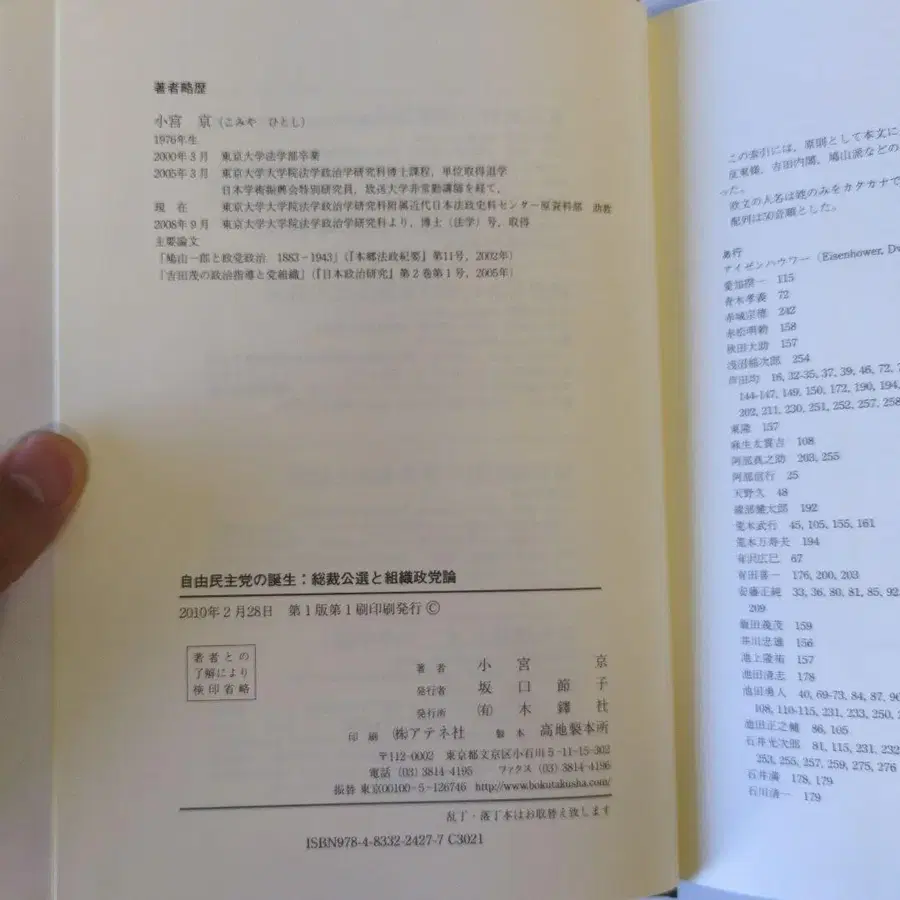 著者略歴
小宮 京（こみや ひとし）
1976年生
2000年3月 東京大学法学部卒業
2005年3月 東京大学大学院法学政治学研究科博士課程，単位取得退学
日本学術振興会特別研究員，放送大学非常勤講師を経て，
現 在 東京大学大学院法学政治学研究科附属近代日本法政史料センター原資料部 助教
2008年9月 東京大学大学院法学政治学研究科より，博士（法学）号，取得
主要論文
「鳩山一郎と政党政治 1883－1943」（『本郷法政紀要』第11号，2002年）
「吉田茂の政治指導と党組織」（『日本政治研究』第2巻第1号，2005年）
自由民主党の誕生：総裁公選と組織政党論
2010年2月28日 第1版第1刷印刷発行 ©
著者との
了解により
検印省略
著者 小宮 京
発行者 坂口節子
発行所 ㈲ 木鐸社
印刷 ㈱アテネ社 製本 高地製本所
〒112-0002 東京都文京区小石川5-11-15-302
電話 (03) 3814-4195 ファクス (03) 3814-4196
振替 東京00100-5-126746 http://www.bokutakusha.com/
乱丁・落丁本はお取替え致します
ISBN978-4-8332-2427-7 C3021
この索引には，原則として本文に
反東條，吉田内閣，鳩山派などの
った。
欧文の人名は姓のみをカタカナで
配列は50音順とした。
あ行
アイゼンハウワー（Eisenhower, Dw
愛知揆一 115
青木孝義 72
赤城宗徳 242
赤松明勅 158
秋田大助 157
浅沼稲次郎 254
芦田均 16, 32-35, 37, 39, 46, 72,
144-147, 149, 150, 172, 190, 194,
202, 211, 230, 251, 252, 257, 258
東隆 157
麻生太賀吉 108
阿部真之助 203, 255
阿部信行 25
天野久 48
綾部健太郎 192
荒木武行 45, 105, 155, 161
荒木万寿夫 194
有沢広巳 67
有田喜一 176, 200, 203
安藤正純 33, 36, 80, 81, 85, 92
209
飯田義茂 159
井川忠雄 156
池上隆祐 157
池田清志 178
池田勇人 40, 69-73, 84, 87, 96
108, 110-115, 231, 233, 250,
池田正之輔 86, 105
石井光次郎 81, 115, 231, 232
253, 255, 257, 259, 275, 276
石井満 178, 179
石川清一 179